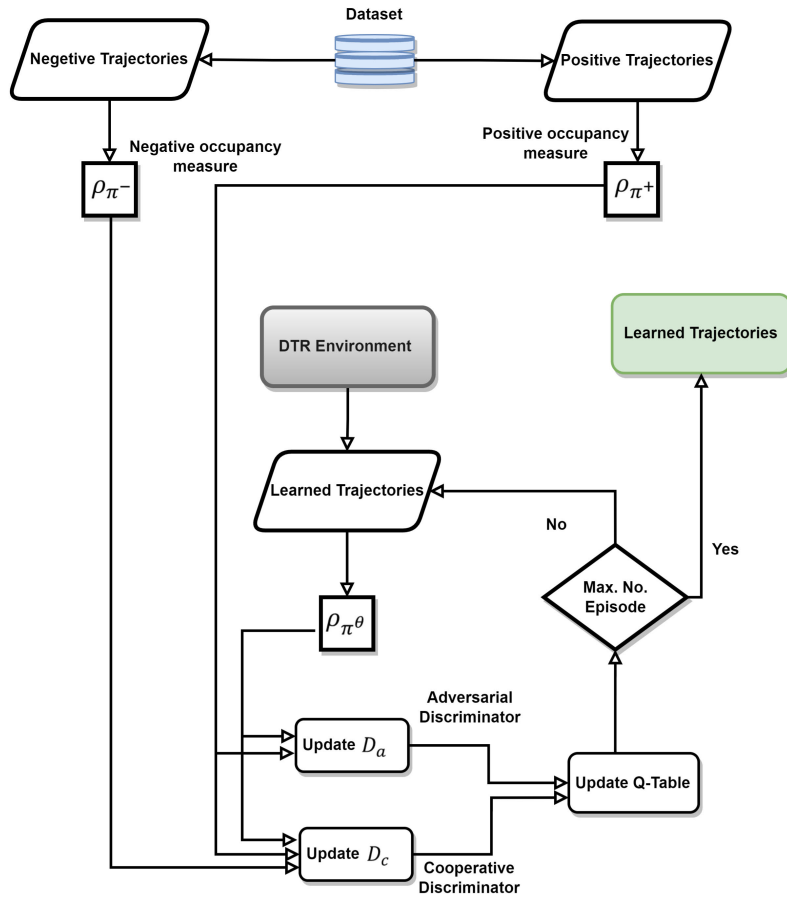 Dataset
Negetive Trajectories
Positive Trajectories
Negative occupancy
measure
Positive occupancy
measure
ρπ−
ρπ+
DTR Environment
Learned Trajectories
Learned Trajectories
No
Yes
Max. No.
Episode
ρπθ
Adversarial
Discriminator
Update Da
Update Q-Table
Update Dc
Cooperative
Discriminator